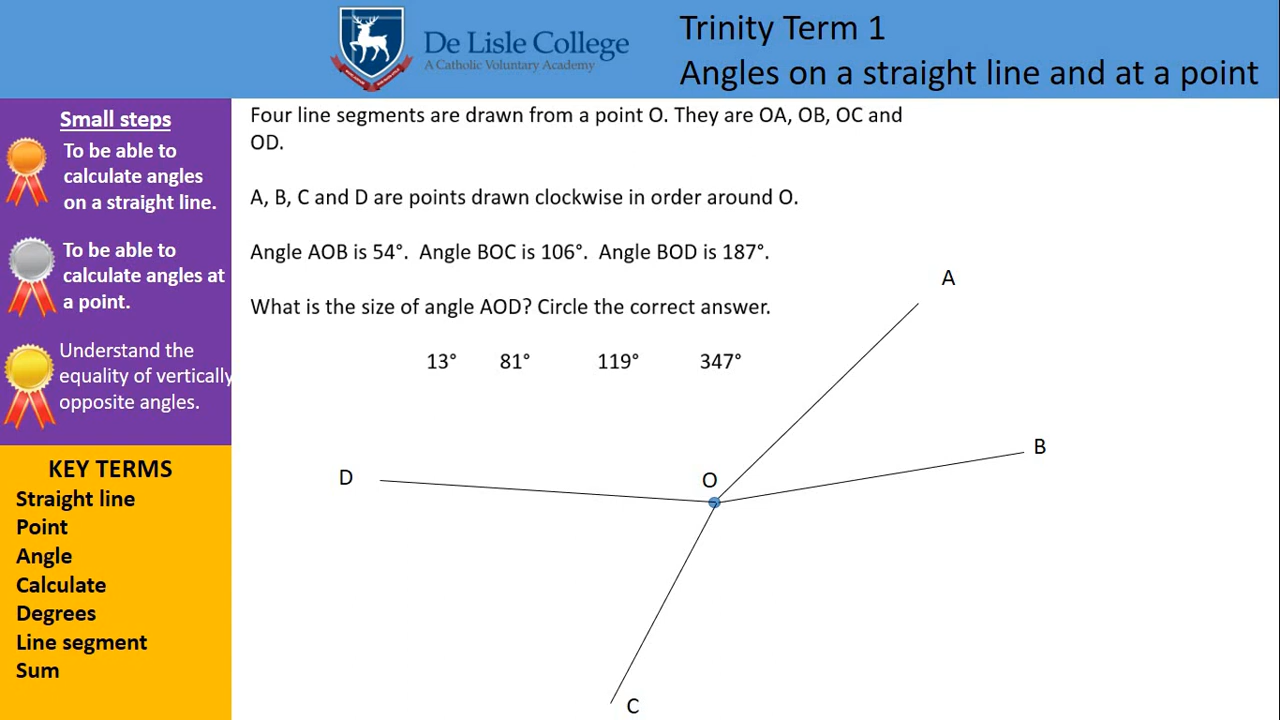 De Lisle College
A Catholic Voluntary Academy
Trinity Term 1
Angles on a straight line and at a point
Small steps
To be able to
calculate angles
on a straight line.
To be able to
calculate angles at
a point.
Understand the
equality of vertically
opposite angles.
KEY TERMS
Straight line
Point
Angle
Calculate
Degrees
Line segment
Sum
Four line segments are drawn from a point O. They are OA, OB, OC and
OD.
A, B, C and D are points drawn clockwise in order around O.
Angle AOB is 54°. Angle BOC is 106°. Angle BOD is 187°.
What is the size of angle AOD? Circle the correct answer.
13° 81° 119° 347°
A
B
D
O
C